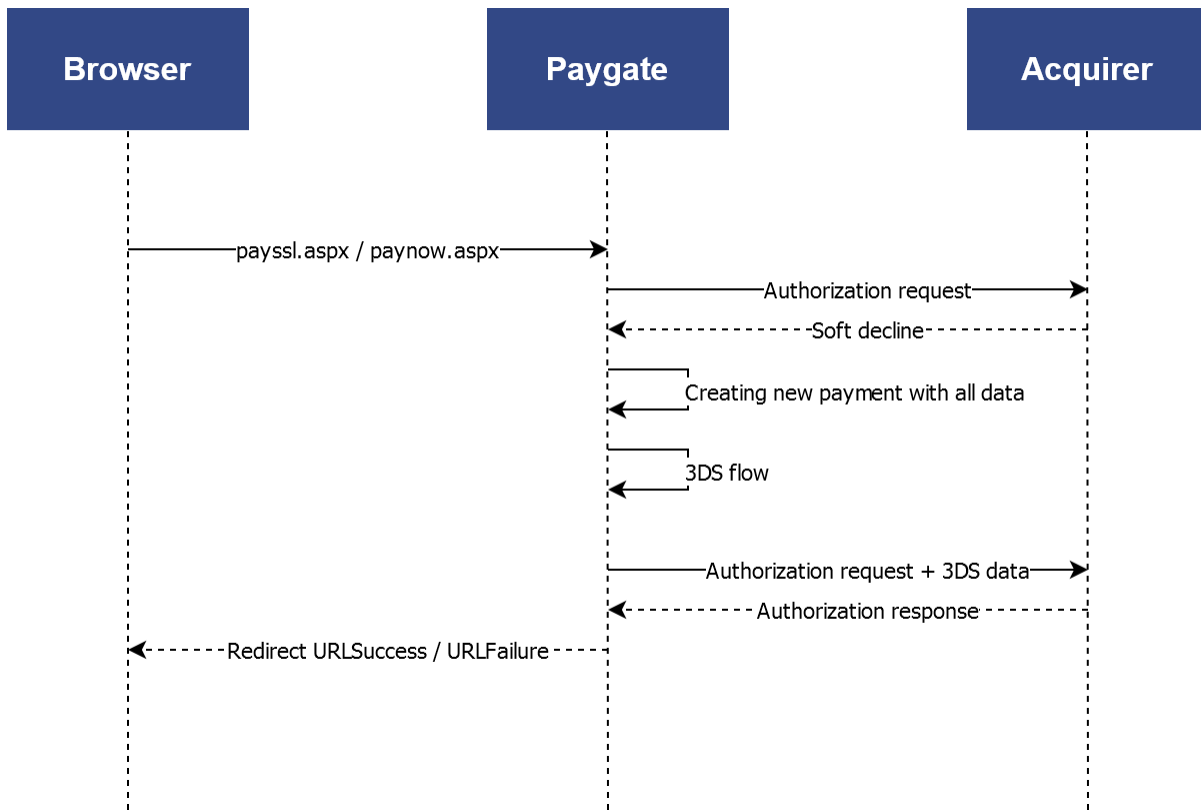 Browser
Paygate
Acquirer
payssl.aspx / paynow.aspx
Authorization request
Soft decline
Creating new payment with all data
3DS flow
Authorization request + 3DS data
Authorization response
Redirect URLSuccess / URLFailure